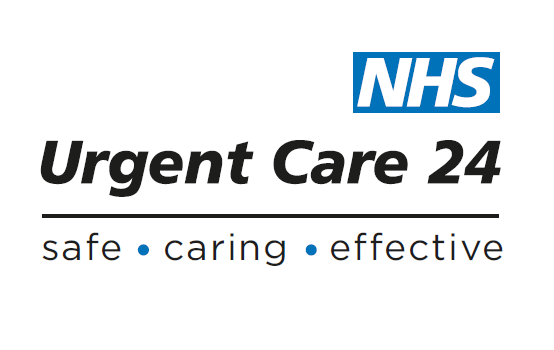 NHS
Urgent Care 24
safe • caring • effective